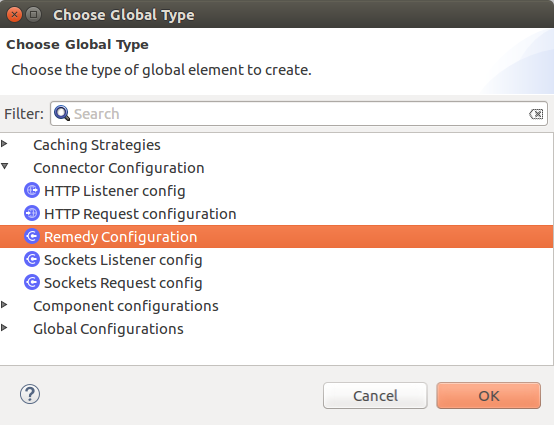 Choose Global Type
Choose Global Type
Choose the type of global element to create.
Filter: Search
Caching Strategies
Connector Configuration
HTTP Listener config
HTTP Request configuration
Remedy Configuration
Sockets Listener config
Sockets Request config
Component configurations
Global Configurations
? Cancel OK